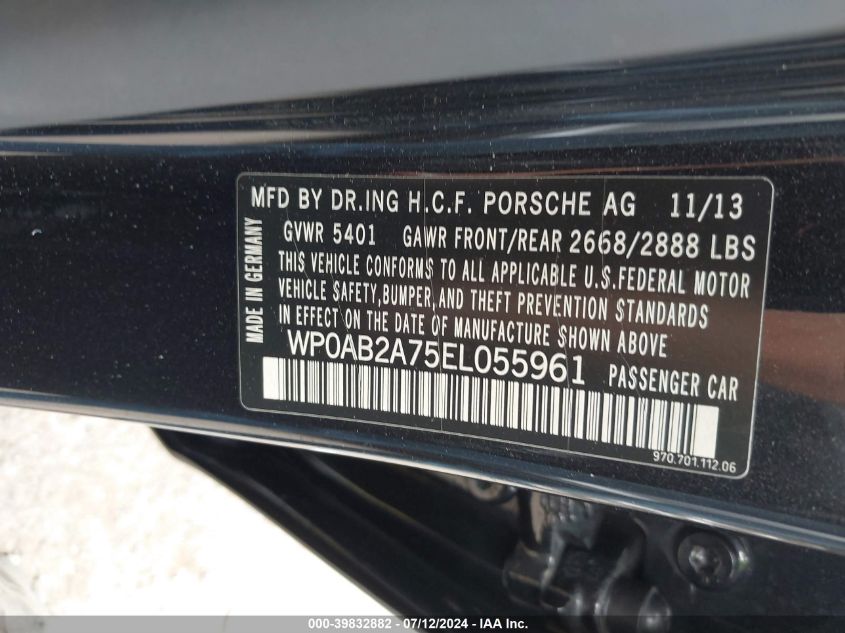 MFD BY DR.ING H.C.F. PORSCHE AG 11/13
GVWR 5401 GAWR FRONT/REAR 2668/2888 LBS
THIS VEHICLE CONFORMS TO ALL APPLICABLE U.S.FEDERAL MOTOR
VEHICLE SAFETY,BUMPER,AND THEFT PREVENTION STANDARDS
IN EFFECT ON THE DATE OF MANUFACTURE SHOWN ABOVE
MADE IN GERMANY
WP0AB2A75EL055961
PASSENGER CAR
970.701.112.06
000-39832882 - 07/12/2024 - IAA Inc.